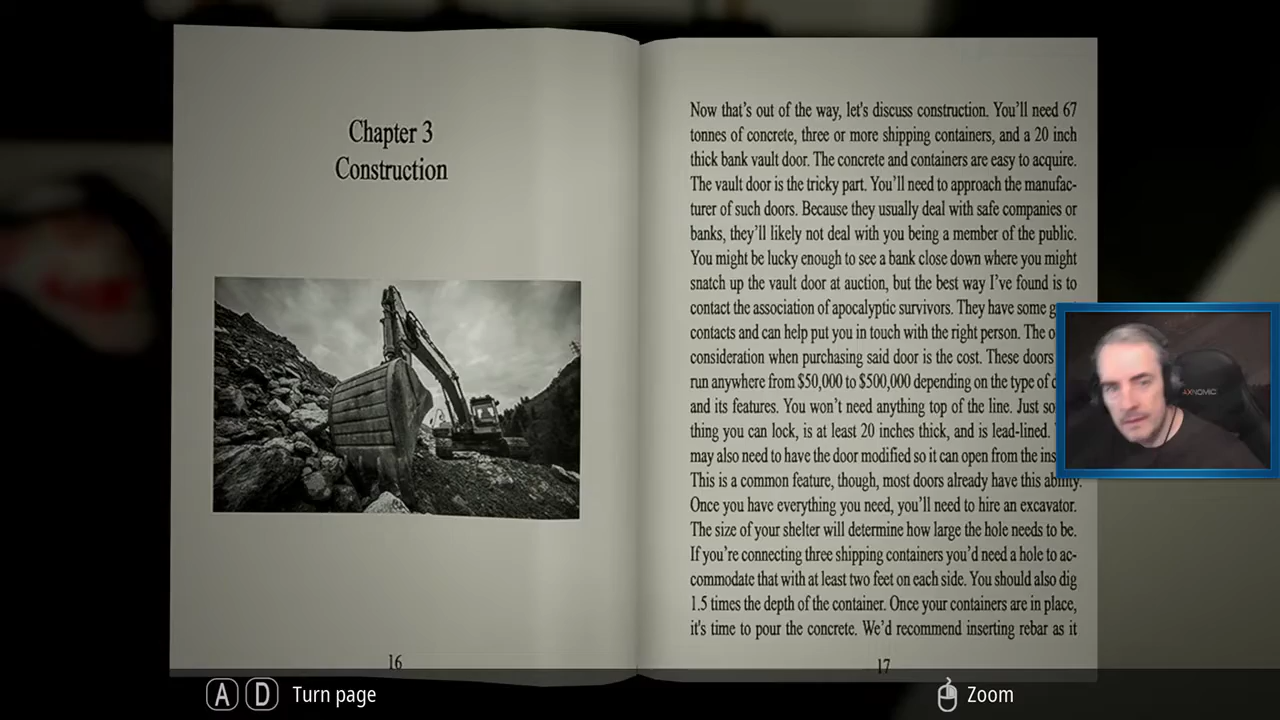 Chapter 3
Construction
16
Now that's out of the way, let's discuss construction. You'll need 67
tonnes of concrete, three or more shipping containers, and a 20 inch
thick bank vault door. The concrete and containers are easy to acquire.
The vault door is the tricky part. You'll need to approach the manufac-
turer of such doors. Because they usually deal with safe companies or
banks, they'll likely not deal with you being a member of the public.
You might be lucky enough to see a bank close down where you might
snatch up the vault door at auction, but the best way I've found is to
contact the association of apocalyptic survivors. They have some
contacts and can help put you in touch with the right person. The
consideration when purchasing said door is the cost. These doors
run anywhere from $50,000 to $500,000 depending on the type of
and its features. You won't need anything top of the line. Just
thing you can lock, is at least 20 inches thick, and is lead-lined.
may also need to have the door modified so it can open from the
This is a common feature, though, most doors already have this ability.
Once you have everything you need, you'll need to hire an excavator.
The size of your shelter will determine how large the hole needs to be.
If you're connecting three shipping containers you'd need a hole to ac-
commodate that with at least two feet on each side. You should also dig
1.5 times the depth of the container. Once your containers are in place,
it's time to pour the concrete. We'd recommend inserting rebar as it
17
AXNOMIC
A D Turn page
Zoom